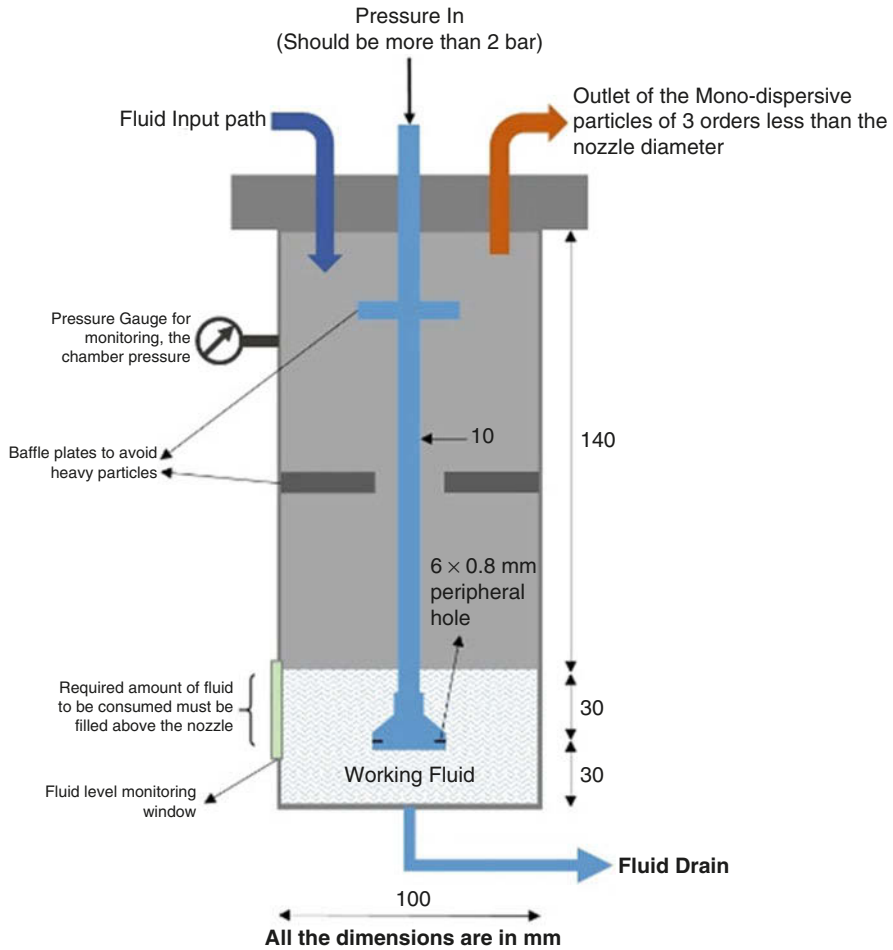 Pressure In
(Should be more than 2 bar)
Fluid Input path
Outlet of the Mono-dispersive
particles of 3 orders less than the
nozzle diameter
Pressure Gauge for
monitoring, the
chamber pressure
10
140
Baffle plates to avoid
heavy particles
6 × 0.8 mm
peripheral
hole
Required amount of fluid
to be consumed must be
filled above the nozzle
30
Working Fluid
30
Fluid level monitoring
window
Fluid Drain
100
All the dimensions are in mm